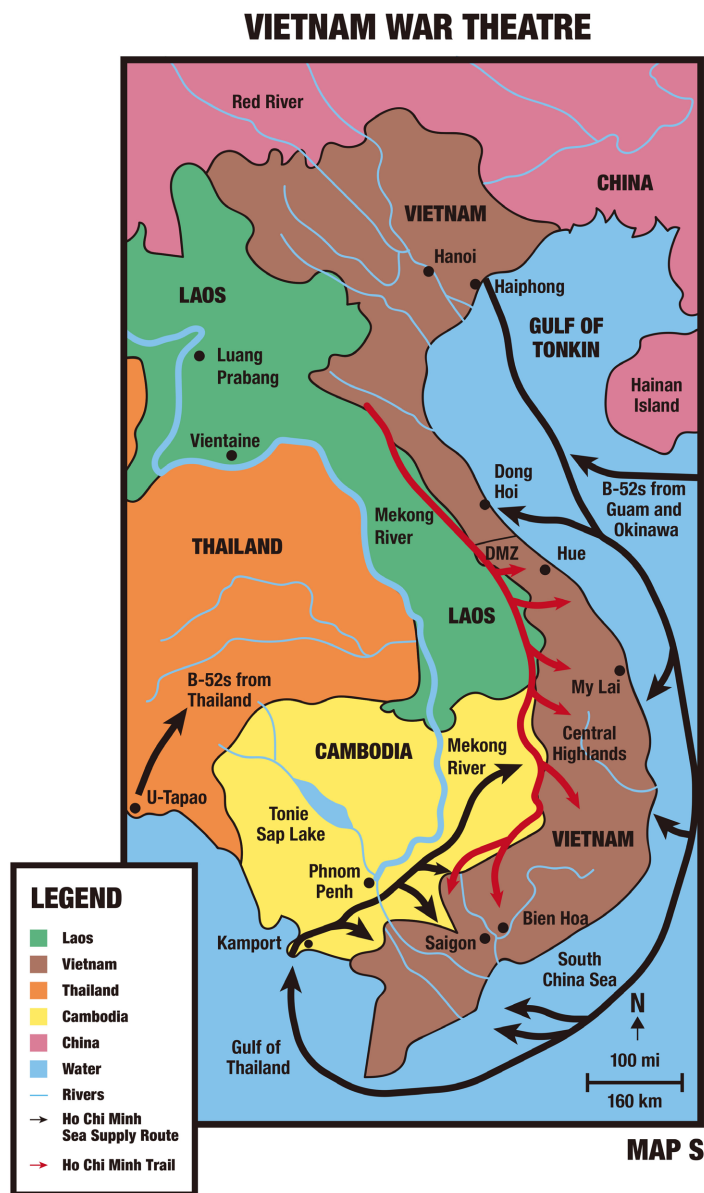 VIETNAM WAR THEATRE
Red River
CHINA
VIETNAM
Hanoi
Haiphong
LAOS
GULF OF
TONKIN
Luang
Prabang
Hainan
Island
Vientaine
Dong
Hoi
B-52s from
Guam and
Okinawa
Mekong
River
THAILAND
DMZ
Hue
LAOS
B-52s from
Thailand
My Lai
Central
Highlands
CAMBODIA
Mekong
River
U-Tapao
Tonie
Sap Lake
VIETNAM
Phnom
Penh
Bien Hoa
Kamport
Saigon
South
China Sea
N
Gulf of
Thailand
100 mi
160 km
LEGEND
Laos
Vietnam
Thailand
Cambodia
China
Water
Rivers
Ho Chi Minh
Sea Supply Route
Ho Chi Minh Trail
MAP S